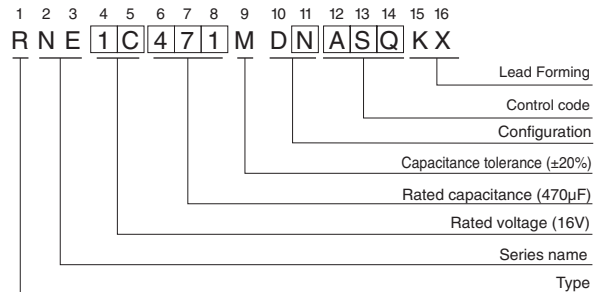 1 2 3 4 5 6 7 8 9 10 11 12 13 14 15 16
R N E 1 C 4 7 1 M D N A S Q K X
Lead Forming
Control code
Configuration
Capacitance tolerance (±20%)
Rated capacitance (470µF)
Rated voltage (16V)
Series name
Type